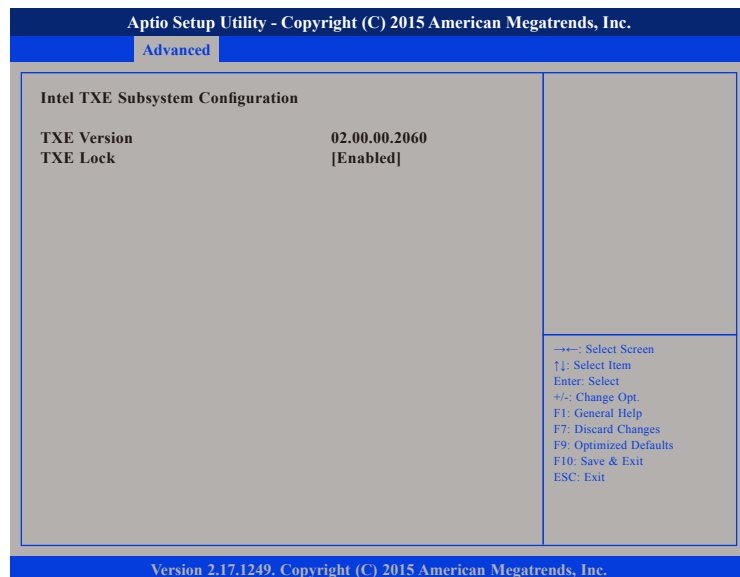 Aptio Setup Utility - Copyright (C) 2015 American Megatrends, Inc.
Advanced
Intel TXE Subsystem Configuration
TXE Version 02.00.00.2060
TXE Lock [Enabled]
→←: Select Screen
↑↓: Select Item
Enter: Select
+/-: Change Opt.
F1: General Help
F7: Discard Changes
F9: Optimized Defaults
F10: Save & Exit
ESC: Exit
Version 2.17.1249. Copyright (C) 2015 American Megatrends, Inc.